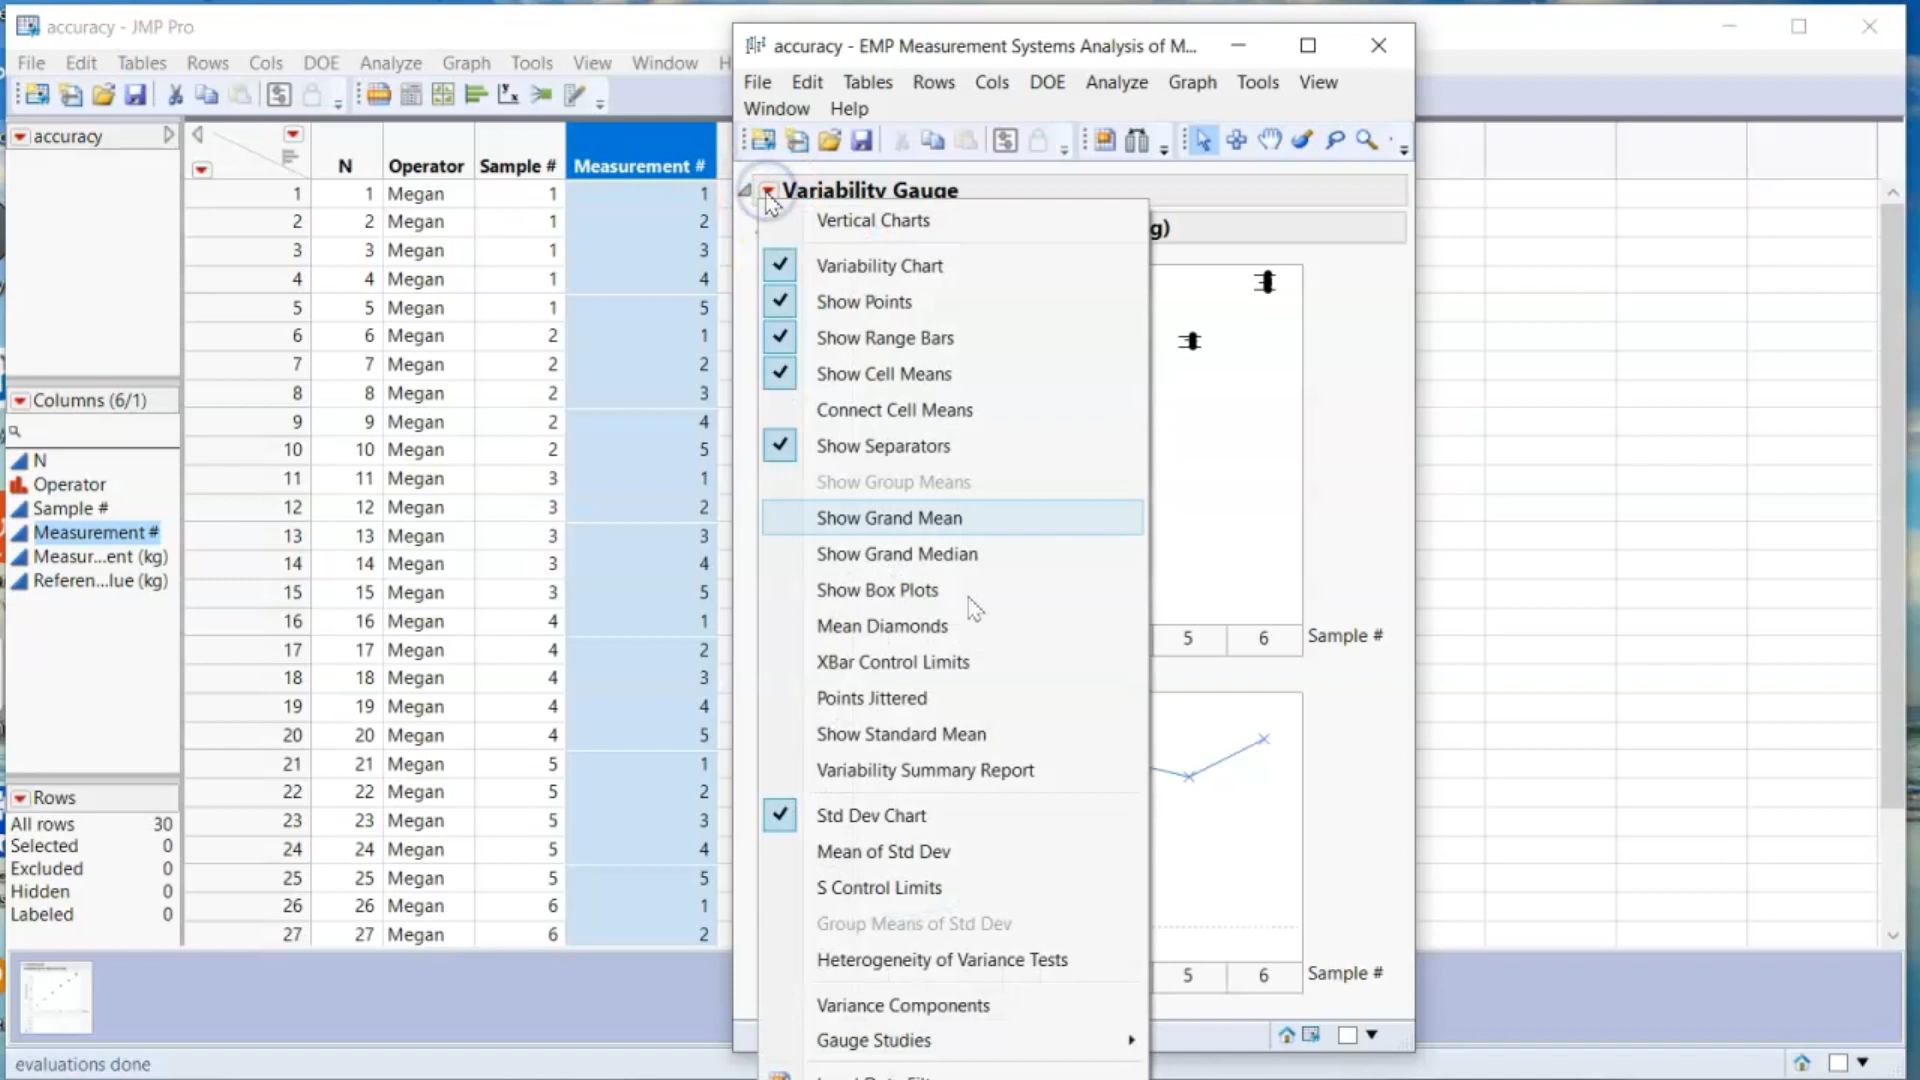 accuracy - JMP Pro
File Edit Tables Rows Cols DOE Analyze Graph Tools View Window H
accuracy
N Operator Sample # Measurement #
1 1 Megan 1 1
2 2 Megan 1 2
3 3 Megan 1 3
4 4 Megan 1 4
5 5 Megan 1 5
6 6 Megan 2 1
7 7 Megan 2 2
8 8 Megan 2 3
9 9 Megan 2 4
10 10 Megan 2 5
11 11 Megan 3 1
12 12 Megan 3 2
13 13 Megan 3 3
14 14 Megan 3 4
15 15 Megan 3 5
16 16 Megan 4 1
17 17 Megan 4 2
18 18 Megan 4 3
19 19 Megan 4 4
20 20 Megan 4 5
21 21 Megan 5 1
22 22 Megan 5 2
23 23 Megan 5 3
24 24 Megan 5 4
25 25 Megan 5 5
26 26 Megan 6 1
27 27 Megan 6 2
Columns (6/1)
N
Operator
Sample #
Measurement #
Measur...ent (kg)
Referen...lue (kg)
Rows
All rows 30
Selected 0
Excluded 0
Hidden 0
Labeled 0
evaluations done
accuracy - EMP Measurement Systems Analysis of M...
File Edit Tables Rows Cols DOE Analyze Graph Tools View
Window Help
Variability Gauge
g)
Vertical Charts
Variability Chart
Show Points
Show Range Bars
Show Cell Means
Connect Cell Means
Show Separators
Show Group Means
Show Grand Mean
Show Grand Median
Show Box Plots
Mean Diamonds
XBar Control Limits
Points Jittered
Show Standard Mean
Variability Summary Report
Std Dev Chart
Mean of Std Dev
S Control Limits
Group Means of Std Dev
Heterogeneity of Variance Tests
Variance Components
Gauge Studies
5 6 Sample #
5 6 Sample #